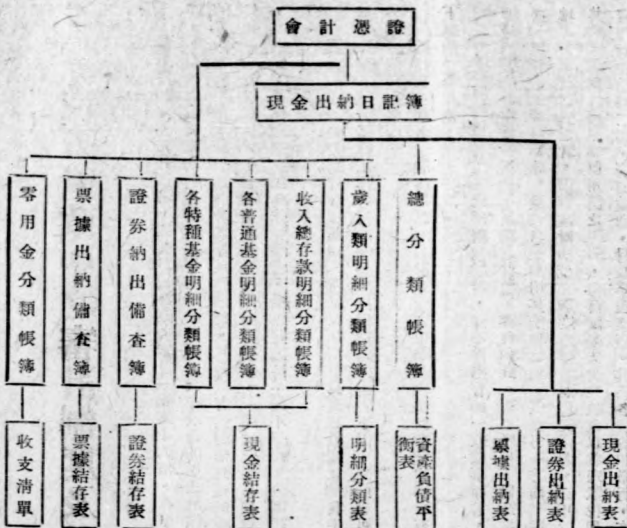 會計憑證
現金出納日記簿
總分類帳簿
歲入類明細分類帳簿
收入總存款明細分類帳簿
各普通基金明細分類帳簿
各特種基金明細分類帳簿
證券納出備查簿
票據出納備查簿
零用金分類帳簿
現金出納表
證券出納表
票據出納表
資產負債平
衡表
明細分類表
現金結存表
證券結存表
票據結存表
收支清單